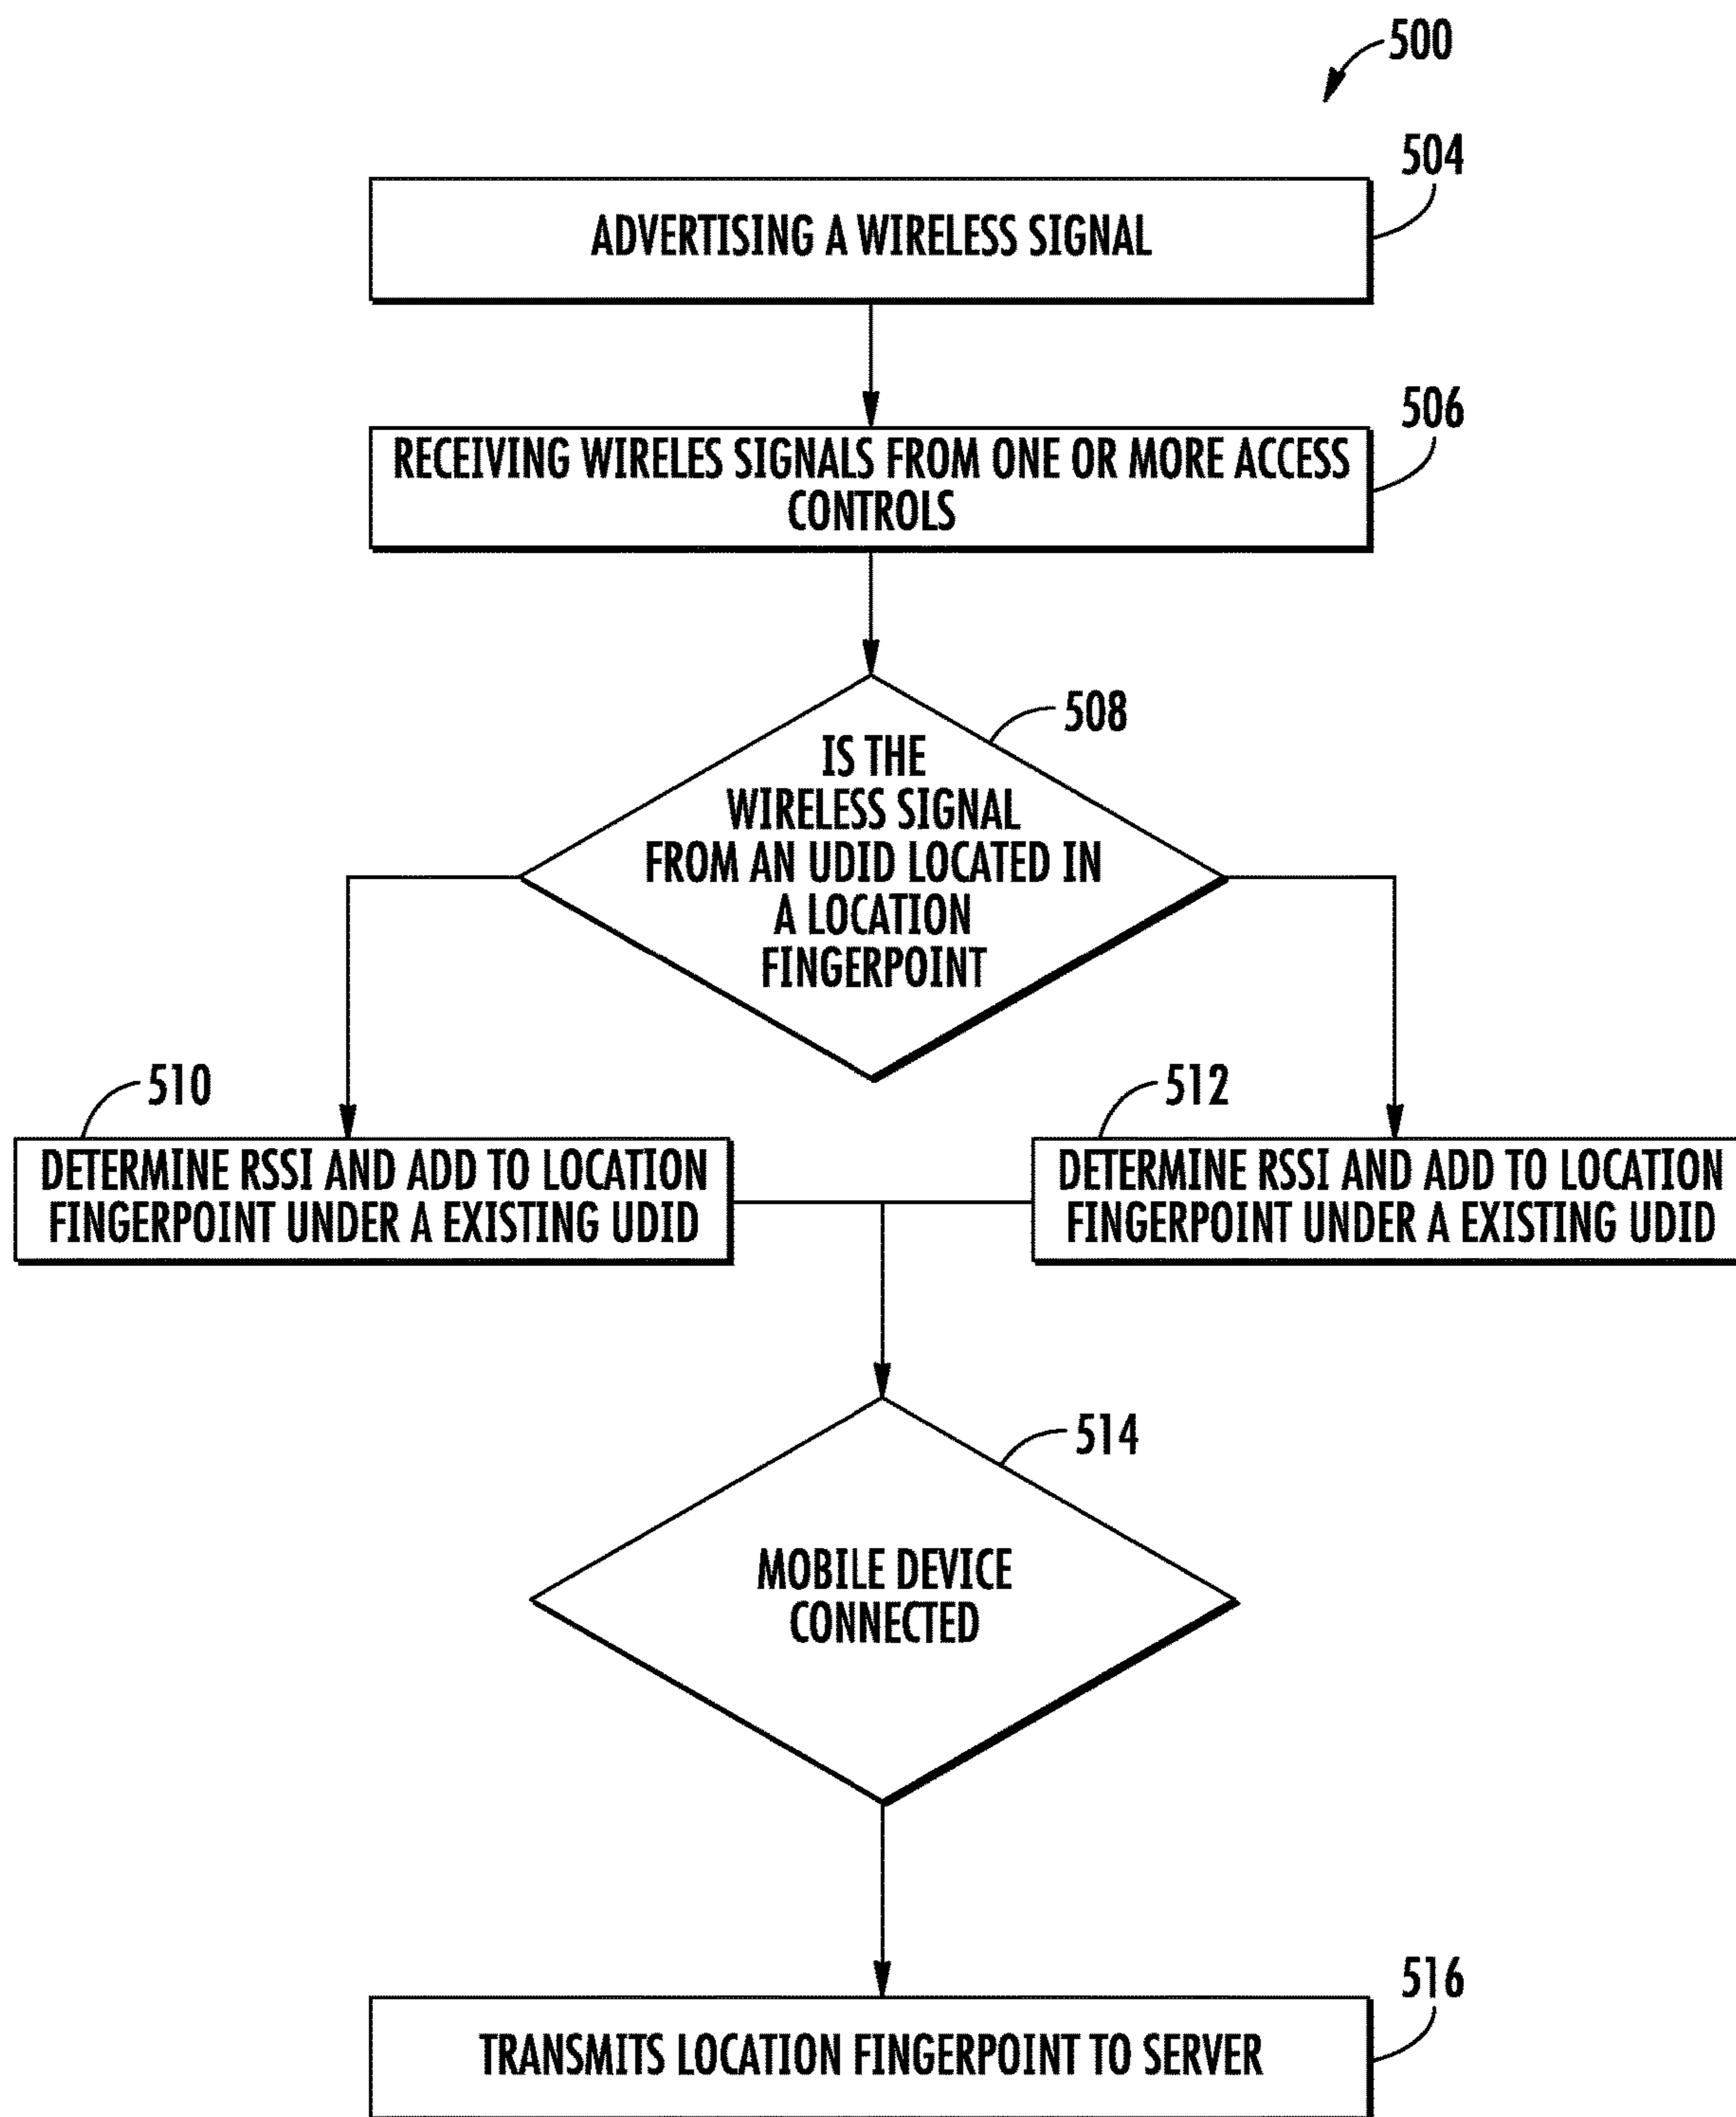 500
504
ADVERTISING A WIRELESS SIGNAL
506
RECEIVING WIRELES SIGNALS FROM ONE OR MORE ACCESS
CONTROLS
508
IS THE
WIRELESS SIGNAL
FROM AN UDID LOCATED IN
A LOCATION
FINGERPOINT
510
DETERMINE RSSI AND ADD TO LOCATION
FINGERPOINT UNDER A EXISTING UDID
512
DETERMINE RSSI AND ADD TO LOCATION
FINGERPOINT UNDER A EXISTING UDID
514
MOBILE DEVICE
CONNECTED
516
TRANSMITS LOCATION FINGERPOINT TO SERVER